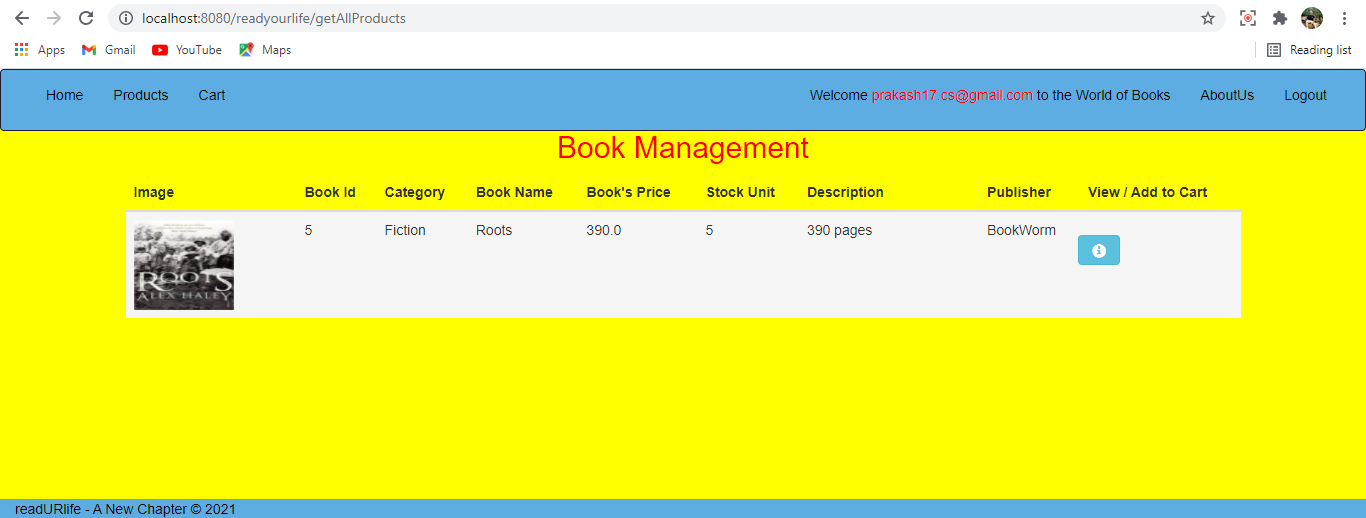 localhost:8080/readyourlife/getAllProducts
Apps Gmail YouTube Maps Reading list
Home Products Cart Welcome prakash17.cs@gmail.com to the World of Books AboutUs Logout
Book Management
Image Book Id Category Book Name Book's Price Stock Unit Description Publisher View / Add to Cart
5 Fiction Roots 390.0 5 390 pages BookWorm
ROOTS
ALEX HALEY
readURlife - A New Chapter © 2021